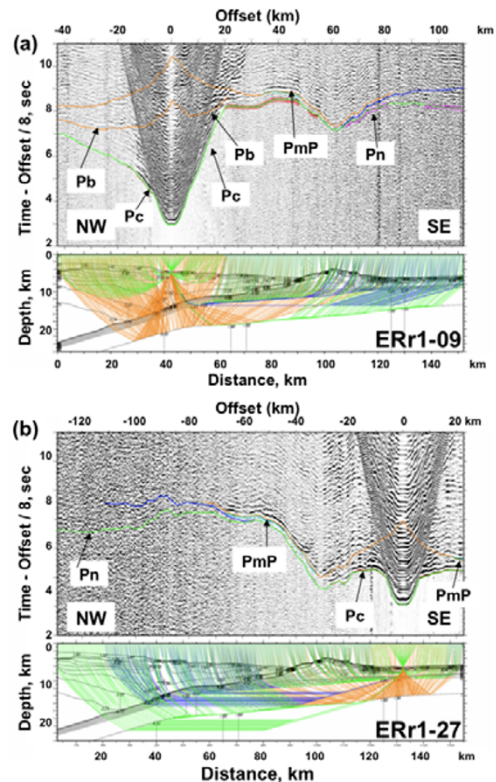 Offset (km)
(a)
-40 -20 0 20 40 60 80 100 km
Time - Offset / 8, sec
10
8
6
4
2
Pb
Pc
NW
Pb
Pc
PmP
Pn
SE
Depth, km
0
10
20
ERr1-09
0 20 40 60 80 100 120 140
Distance, km
(b)
Offset (km)
-120 -100 -80 -60 -40 -20 0 20 km
Time - Offset / 8, sec
10
8
6
4
2
Pn
NW
PmP
Pc
PmP
SE
Depth, km
0
10
20
ERr1-27
0 20 40 60 80 100 120 140
Distance, km